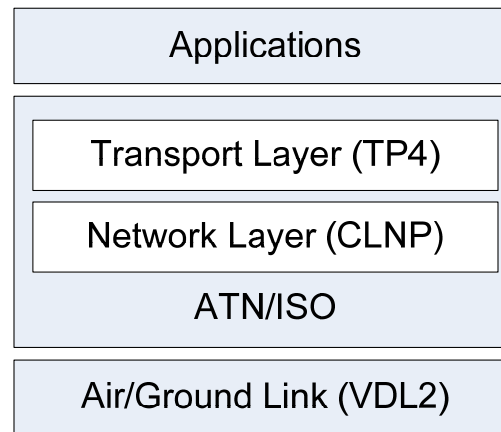 Applications
Transport Layer (TP4)
Network Layer (CLNP)
ATN/ISO
Air/Ground Link (VDL2)